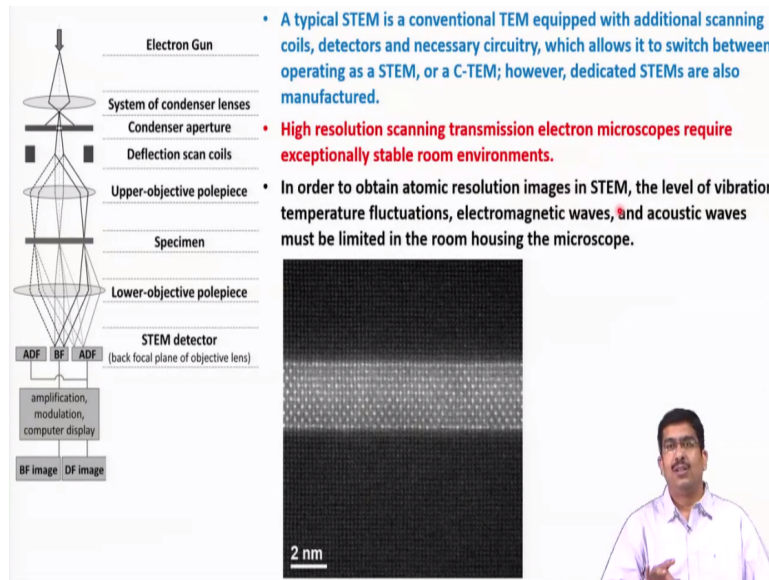 Electron Gun
System of condenser lenses
Condenser aperture
Deflection scan coils
Upper-objective polepiece
Specimen
Lower-objective polepiece
STEM detector
(back focal plane of objective lens)
ADF BF ADF
amplification,
modulation,
computer display
BF image DF image
• A typical STEM is a conventional TEM equipped with additional scanning
coils, detectors and necessary circuitry, which allows it to switch between
operating as a STEM, or a C-TEM; however, dedicated STEMs are also
manufactured.
• High resolution scanning transmission electron microscopes require
exceptionally stable room environments.
• In order to obtain atomic resolution images in STEM, the level of vibration
temperature fluctuations, electromagnetic waves, and acoustic waves
must be limited in the room housing the microscope.
2 nm